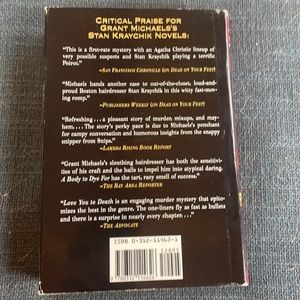 CRITICAL PRAISE FOR
GRANT MICHAELS'S
STAN KRAYCHIK NOVELS:
"This is a first-rate mystery with an Agatha Christie lineup of
very possible suspects and Stan Kraychik playing a terrific
Poirot."
—SAN FRANCISCO CHRONICLE (ON DEAD ON YOUR FEET)
"Michaels hands another case to out-of-the-closet, loud-and-
proud Boston hairdresser Stan Kraychik in this witty fast-moving
romp."
—PUBLISHERS WEEKLY (ON DEAD ON YOUR FEET)
"Refreshing . . . a pleasant story of murder, mixups, and may-
hem. . . . The story's perky pace is due to Michaels's penchant
for campy conversation and humorous insights from the snappy
snipper from Snips."
—LAMBDA RISING BOOK REPORT
"Grant Michaels's sleuthing hairdresser has both the sensitivi-
ties of his craft and the balls to impel him into atypical daring.
A Body to Dye For has the tart, racy smell of success."
—THE BAY AREA REPORTER
"Love You to Death is an engaging murder mystery that epit-
omizes the best in the genre. The one-liners fly as fast as bullets
and there is a surprise in nearly every chapter. . . ."
—THE ADVOCATE
ISBN 0-312-11462-1